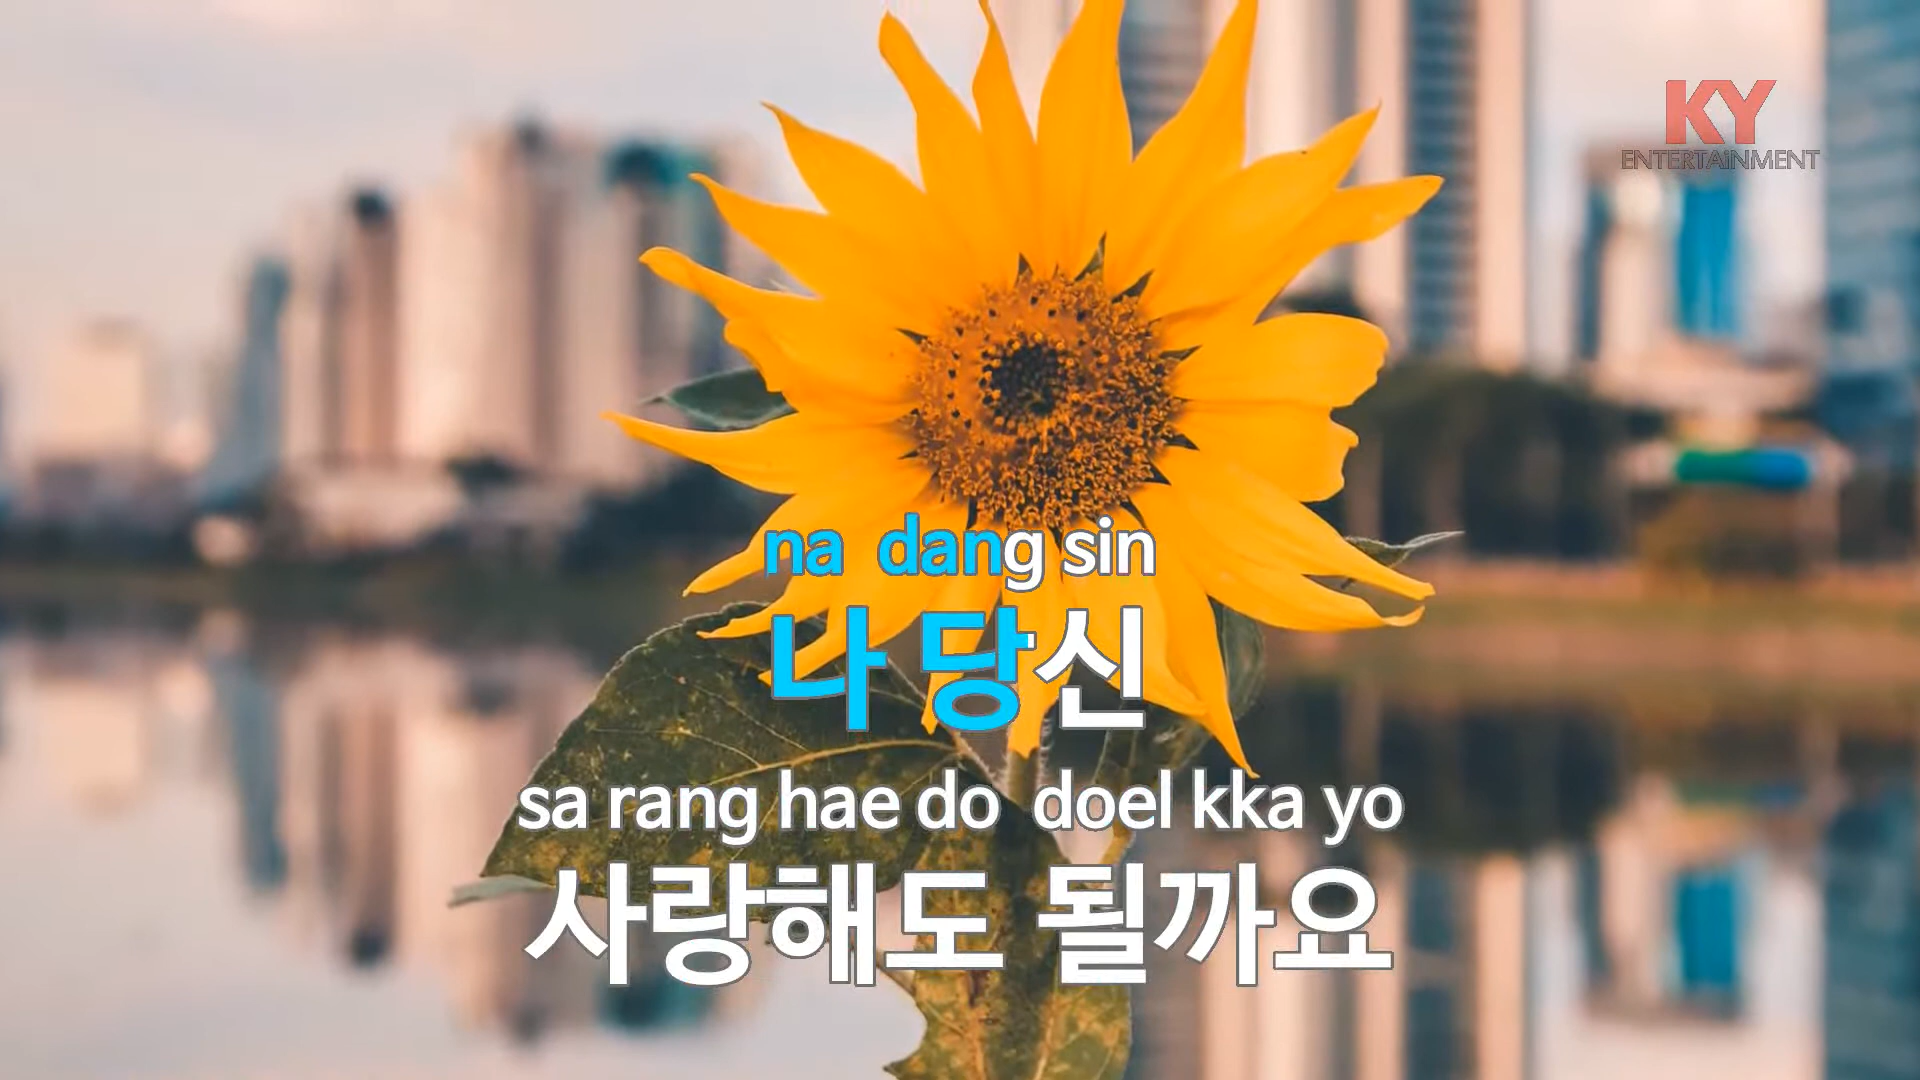 KY
ENTERTAiNMENT
na dang sin
나 당신
sa rang hae do doel kka yo
사랑해도 될까요